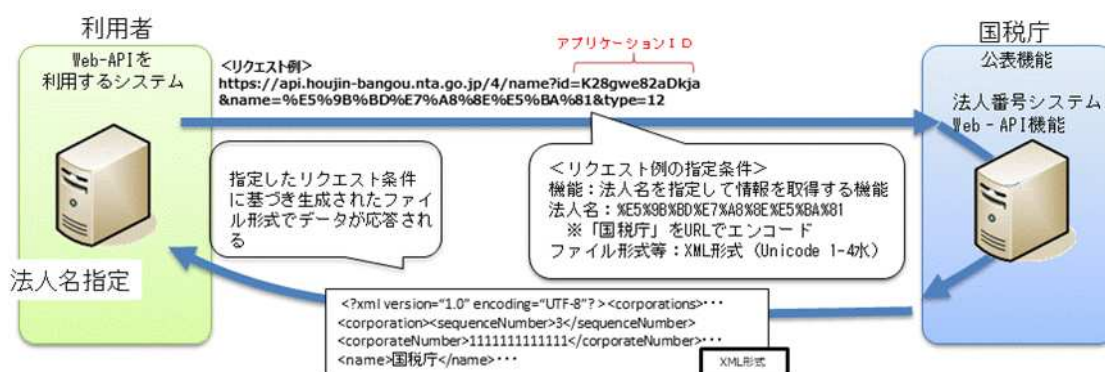 利用者
Web-APIを
利用するシステム
法人名指定
アプリケーションＩＤ
<リクエスト例>
https://api.houjin-bangou.nta.go.jp/4/name?id=K28gwe82aDkja
&name=%E5%9B%BD%E7%A8%8E%E5%BA%81&type=12
指定したリクエスト条件
に基づき生成されたファイ
ル形式でデータが応答され
る
＜リクエスト例の指定条件＞
機能：法人名を指定して情報を取得する機能
法人名：%E5%9B%BD%E7%A8%8E%E5%BA%81
※「国税庁」をURLでエンコード
ファイル形式等：XML形式（Unicode 1-4水）
国税庁
公表機能
法人番号システム
Web‐API機能
<?xml version=“1.0” encoding=“UTF-8”? ><corporations>･･･
<corporation><sequenceNumber>3</sequenceNumber>
<corporateNumber>1111111111111</corporateNumber>･･･
<name>国税庁</name>･･･
XML形式